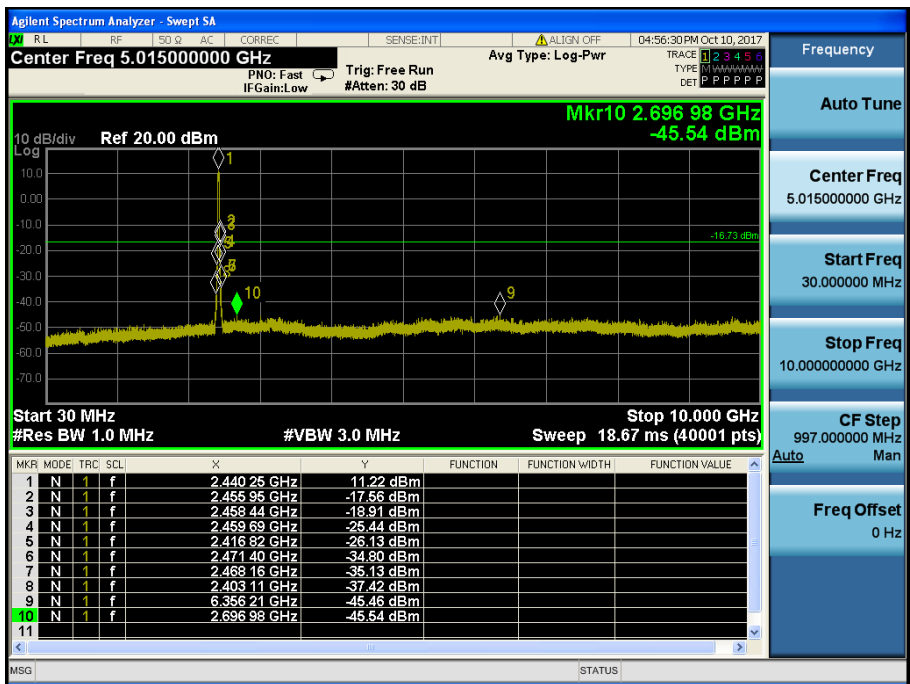 Agilent Spectrum Analyzer - Swept SA
LXI RL RF 50 Ω AC CORREC SENSE:INT ALIGN OFF 04:56:30 PM Oct 10, 2017
Center Freq 5.015000000 GHz
PNO: Fast
IFGain:Low
Trig: Free Run
#Atten: 30 dB
Avg Type: Log-Pwr
TRACE 1 2 3 4 5 6
TYPE MWWWWW
DET P P P P P P
Mkr10 2.696 98 GHz
-45.54 dBm
10 dB/div Ref 20.00 dBm
Log
10.0
0.00
-10.0
-20.0
-30.0
-40.0
-50.0
-60.0
-70.0
1
10
9
-16.73 dBm
Start 30 MHz
Stop 10.000 GHz
#Res BW 1.0 MHz
#VBW 3.0 MHz
Sweep 18.67 ms (40001 pts)
MKR MODE TRC SCL X Y FUNCTION FUNCTION WIDTH FUNCTION VALUE
1 N 1 f 2.440 25 GHz 11.22 dBm
2 N 1 f 2.455 95 GHz -17.56 dBm
3 N 1 f 2.458 44 GHz -18.91 dBm
4 N 1 f 2.459 69 GHz -25.44 dBm
5 N 1 f 2.416 82 GHz -26.13 dBm
6 N 1 f 2.471 40 GHz -34.80 dBm
7 N 1 f 2.468 16 GHz -35.13 dBm
8 N 1 f 2.403 11 GHz -37.42 dBm
9 N 1 f 6.356 21 GHz -45.46 dBm
10 N 1 f 2.696 98 GHz -45.54 dBm
11
MSG
STATUS
Frequency
Auto Tune
Center Freq
5.015000000 GHz
Start Freq
30.000000 MHz
Stop Freq
10.000000000 GHz
CF Step
997.000000 MHz
Auto Man
Freq Offset
0 Hz